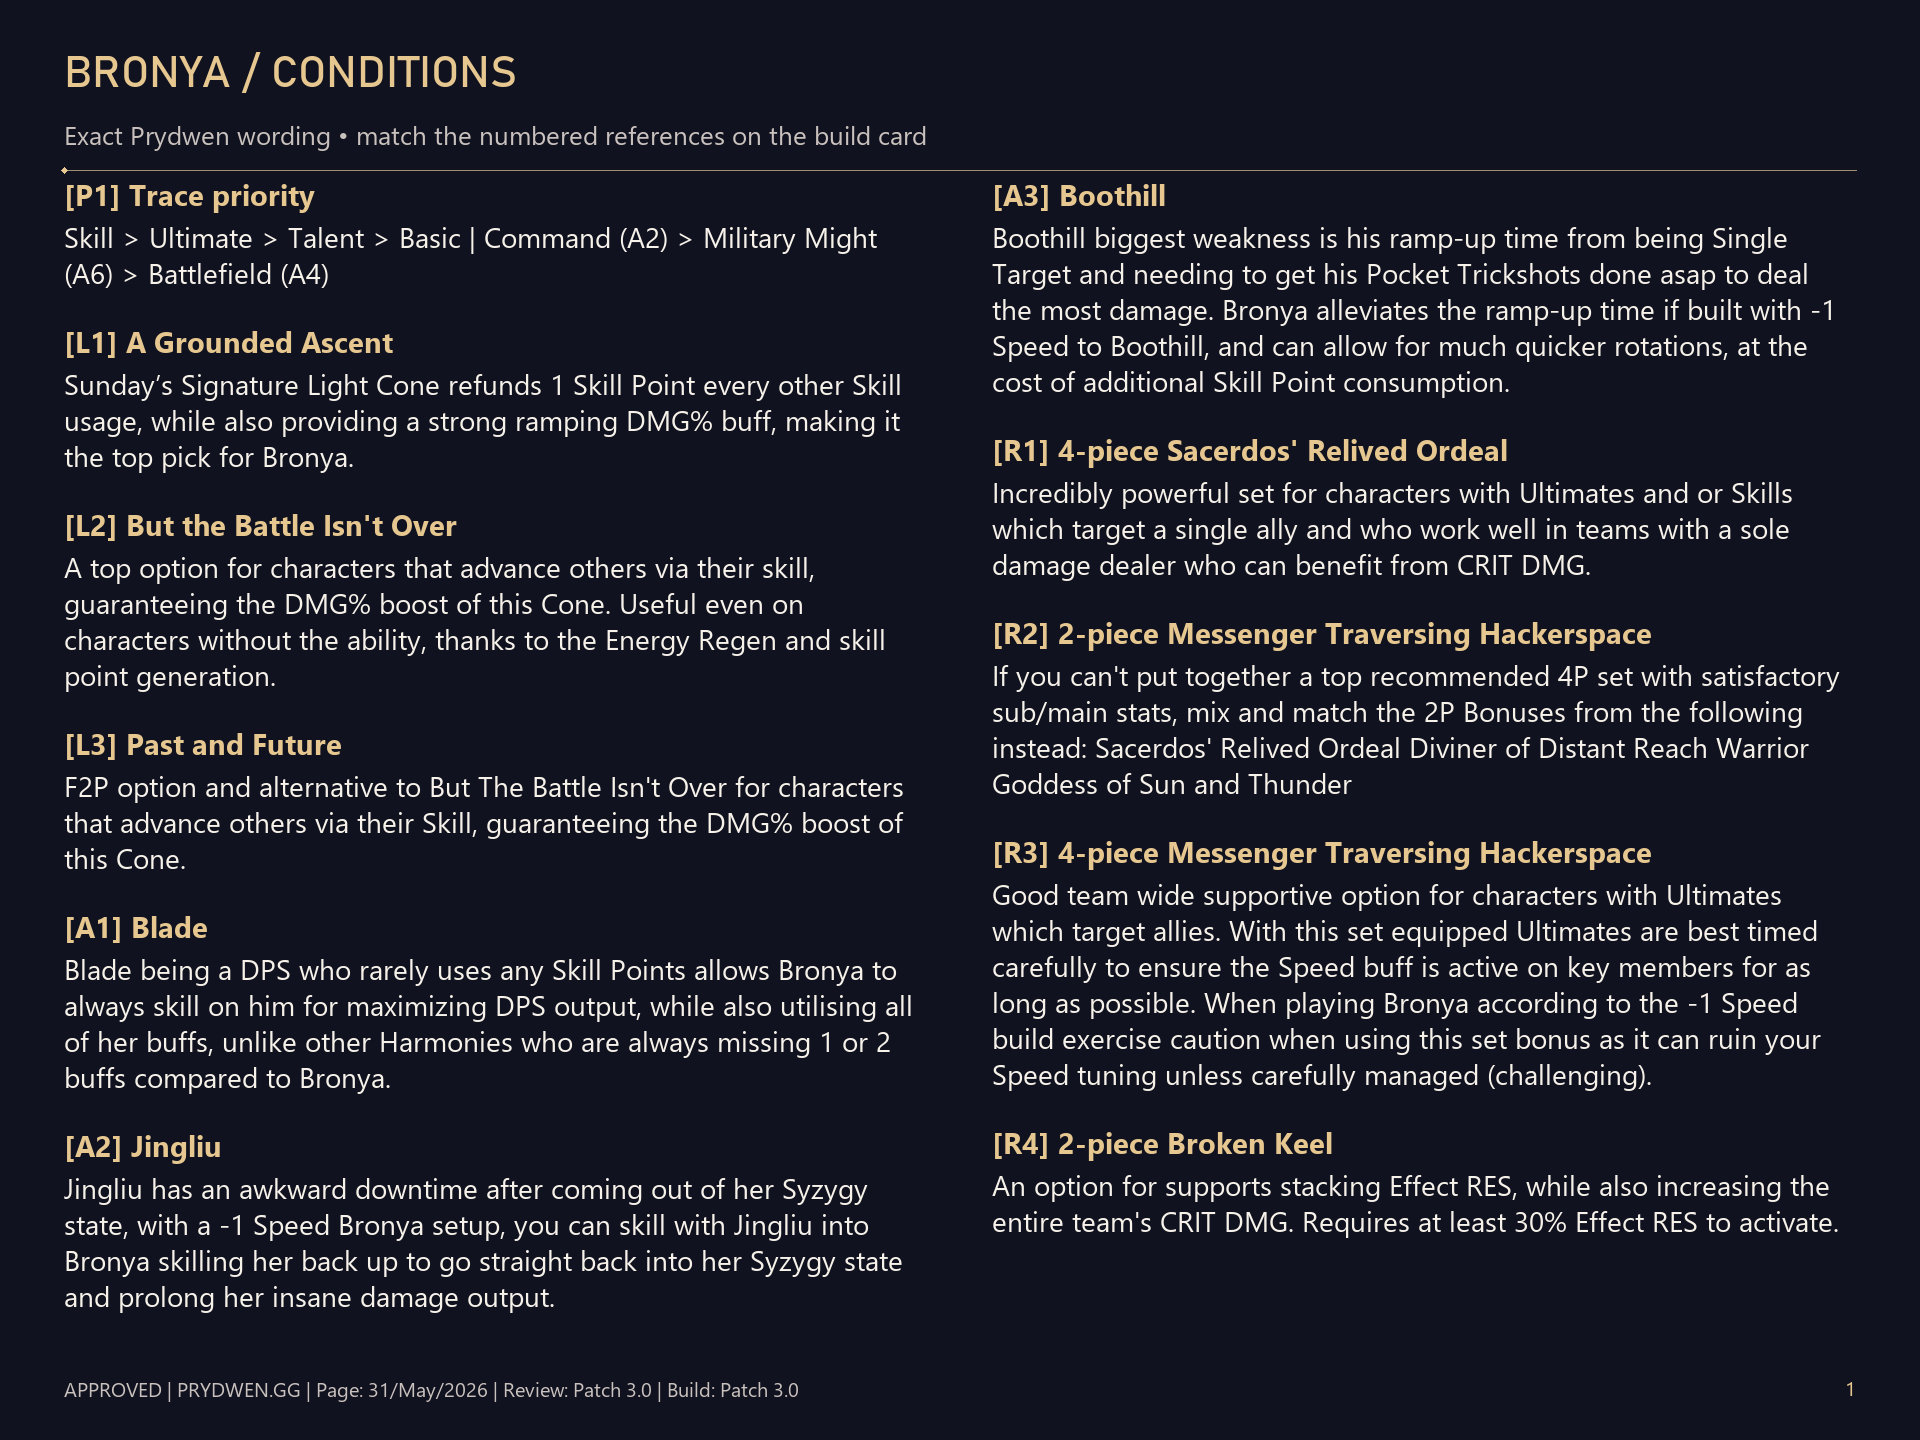 BRONYA / CONDITIONS
Exact Prydwen wording • match the numbered references on the build card
[P1] Trace priority
Skill > Ultimate > Talent > Basic | Command (A2) > Military Might
(A6) > Battlefield (A4)
[L1] A Grounded Ascent
Sunday’s Signature Light Cone refunds 1 Skill Point every other Skill
usage, while also providing a strong ramping DMG% buff, making it
the top pick for Bronya.
[L2] But the Battle Isn't Over
A top option for characters that advance others via their skill,
guaranteeing the DMG% boost of this Cone. Useful even on
characters without the ability, thanks to the Energy Regen and skill
point generation.
[L3] Past and Future
F2P option and alternative to But The Battle Isn't Over for characters
that advance others via their Skill, guaranteeing the DMG% boost of
this Cone.
[A1] Blade
Blade being a DPS who rarely uses any Skill Points allows Bronya to
always skill on him for maximizing DPS output, while also utilising all
of her buffs, unlike other Harmonies who are always missing 1 or 2
buffs compared to Bronya.
[A2] Jingliu
Jingliu has an awkward downtime after coming out of her Syzygy
state, with a -1 Speed Bronya setup, you can skill with Jingliu into
Bronya skilling her back up to go straight back into her Syzygy state
and prolong her insane damage output.
[A3] Boothill
Boothill biggest weakness is his ramp-up time from being Single
Target and needing to get his Pocket Trickshots done asap to deal
the most damage. Bronya alleviates the ramp-up time if built with -1
Speed to Boothill, and can allow for much quicker rotations, at the
cost of additional Skill Point consumption.
[R1] 4-piece Sacerdos' Relived Ordeal
Incredibly powerful set for characters with Ultimates and or Skills
which target a single ally and who work well in teams with a sole
damage dealer who can benefit from CRIT DMG.
[R2] 2-piece Messenger Traversing Hackerspace
If you can't put together a top recommended 4P set with satisfactory
sub/main stats, mix and match the 2P Bonuses from the following
instead: Sacerdos' Relived Ordeal Diviner of Distant Reach Warrior
Goddess of Sun and Thunder
[R3] 4-piece Messenger Traversing Hackerspace
Good team wide supportive option for characters with Ultimates
which target allies. With this set equipped Ultimates are best timed
carefully to ensure the Speed buff is active on key members for as
long as possible. When playing Bronya according to the -1 Speed
build exercise caution when using this set bonus as it can ruin your
Speed tuning unless carefully managed (challenging).
[R4] 2-piece Broken Keel
An option for supports stacking Effect RES, while also increasing the
entire team's CRIT DMG. Requires at least 30% Effect RES to activate.
APPROVED | PRYDWEN.GG | Page: 31/May/2026 | Review: Patch 3.0 | Build: Patch 3.0
1